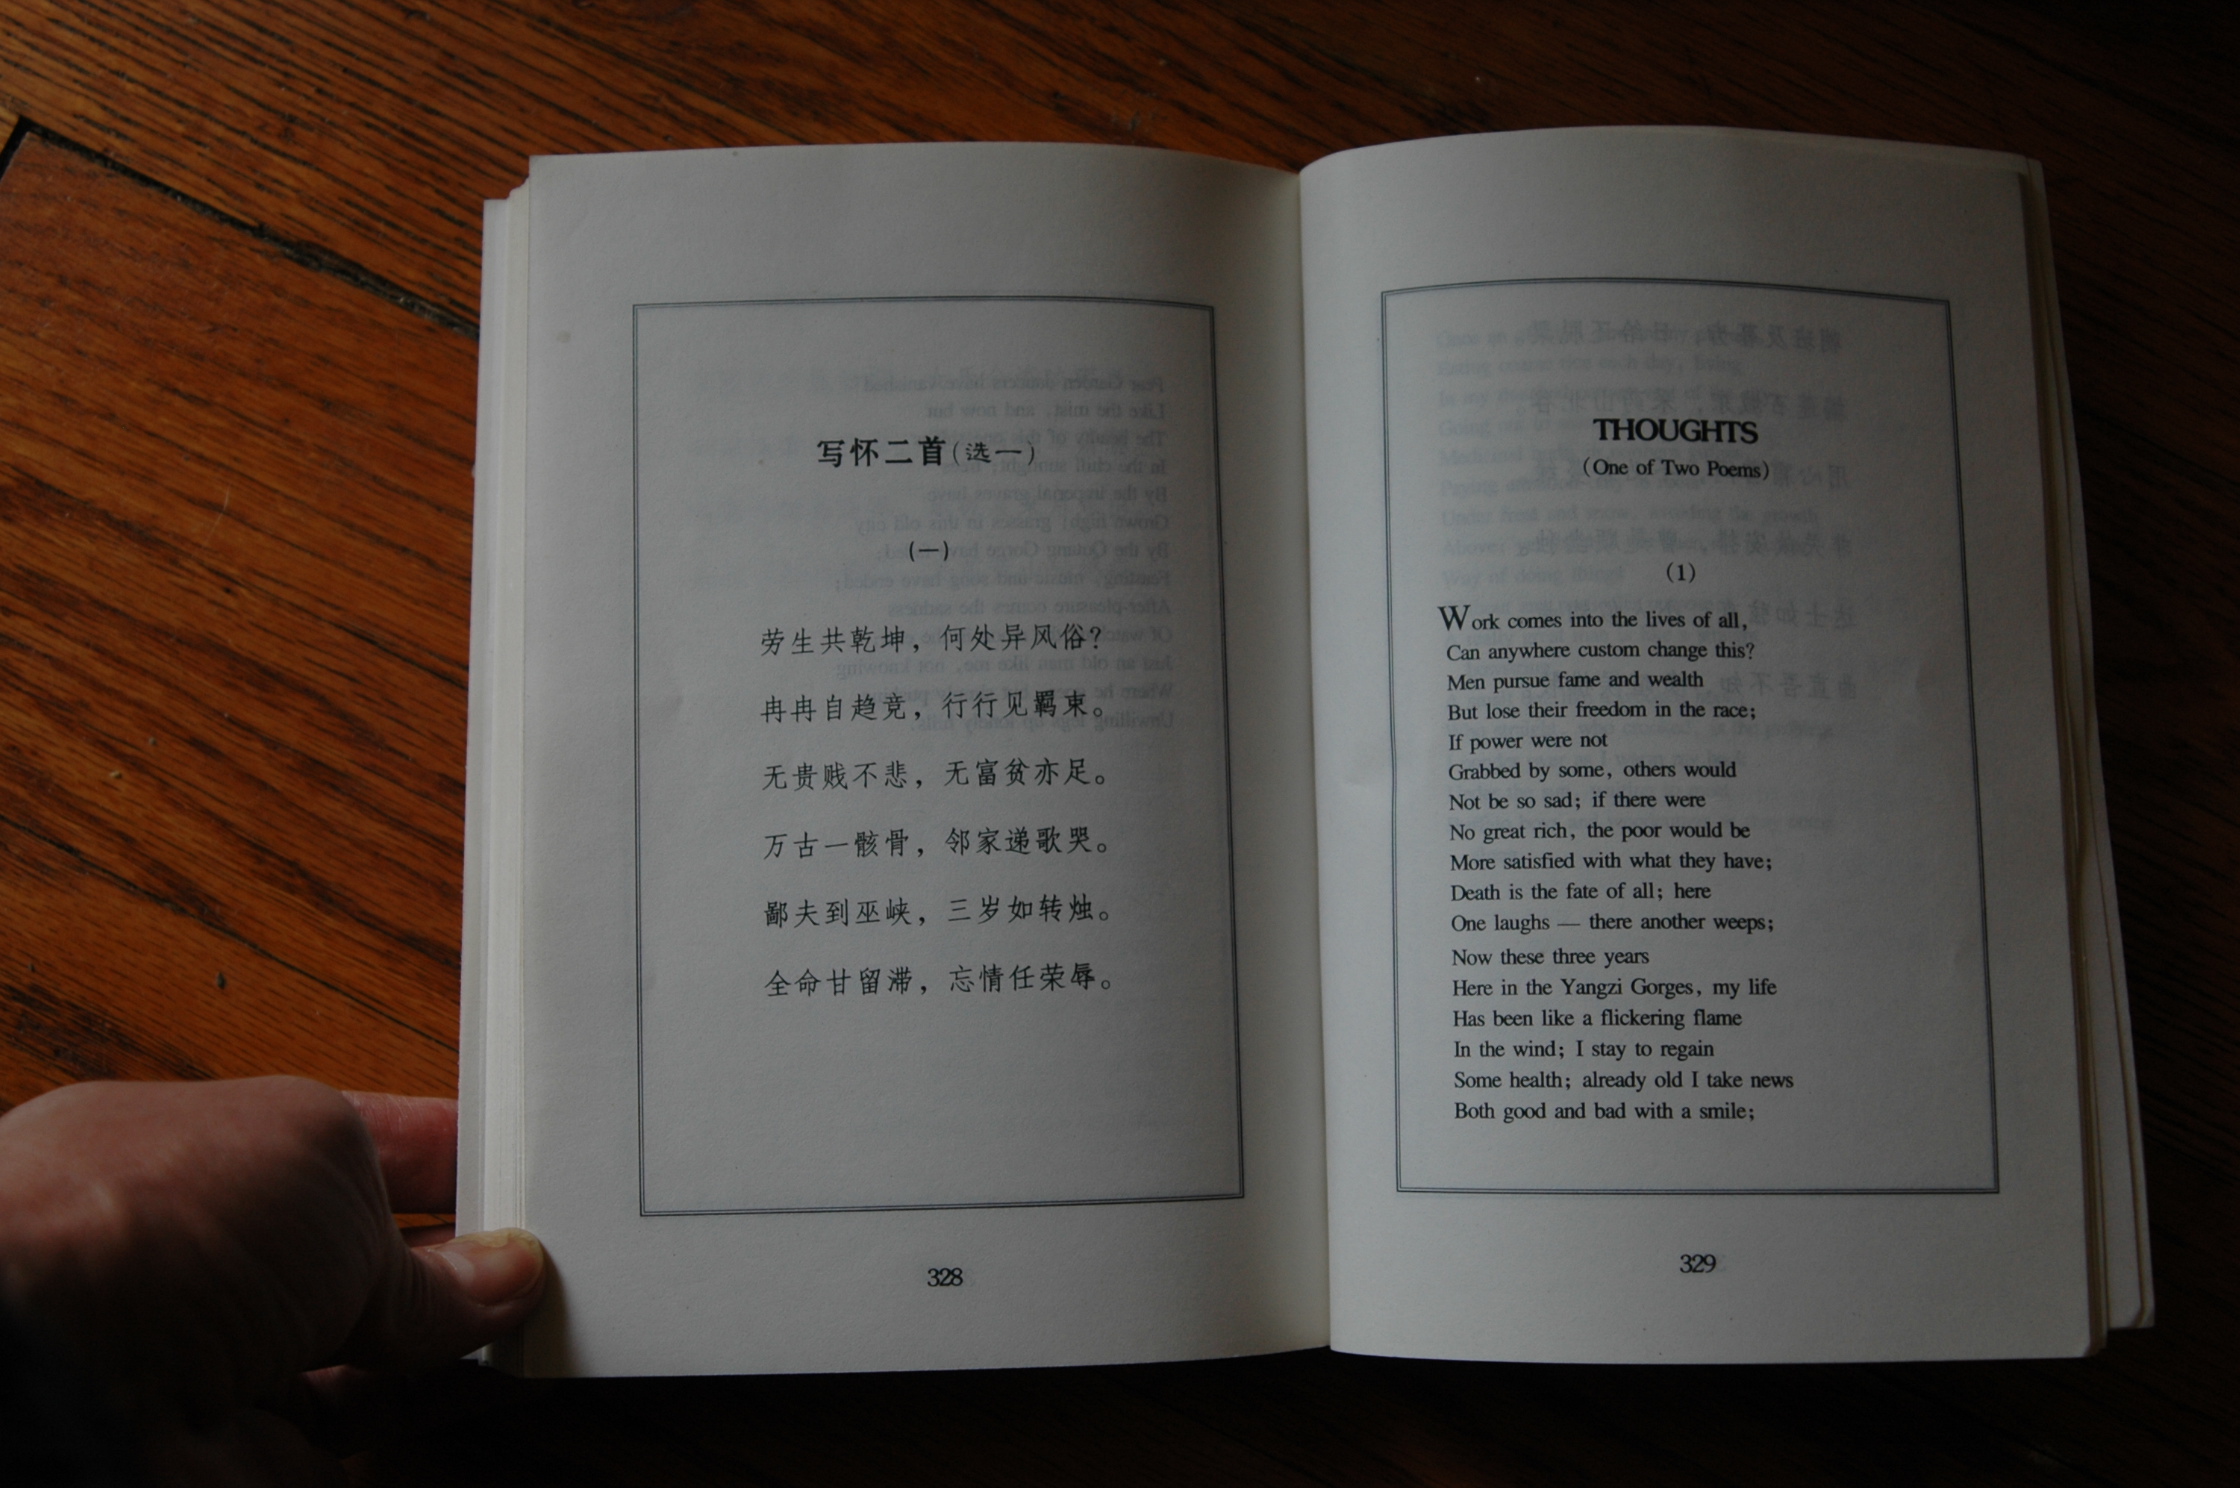 写怀二首(选一)
(一)
劳生共乾坤，何处异风俗？
冉冉自趋竞，行行见羁束。
无贵贱不悲，无富贫亦足。
万古一骸骨，邻家递歌哭。
鄙夫到巫峡，三岁如转烛。
全命甘留滞，忘情任荣辱。
328
THOUGHTS
(One of Two Poems)
(1)
Work comes into the lives of all,
Can anywhere custom change this?
Men pursue fame and wealth
But lose their freedom in the race;
If power were not
Grabbed by some, others would
Not be so sad; if there were
No great rich, the poor would be
More satisfied with what they have;
Death is the fate of all; here
One laughs — there another weeps;
Now these three years
Here in the Yangzi Gorges, my life
Has been like a flickering flame
In the wind; I stay to regain
Some health; already old I take news
Both good and bad with a smile;
329